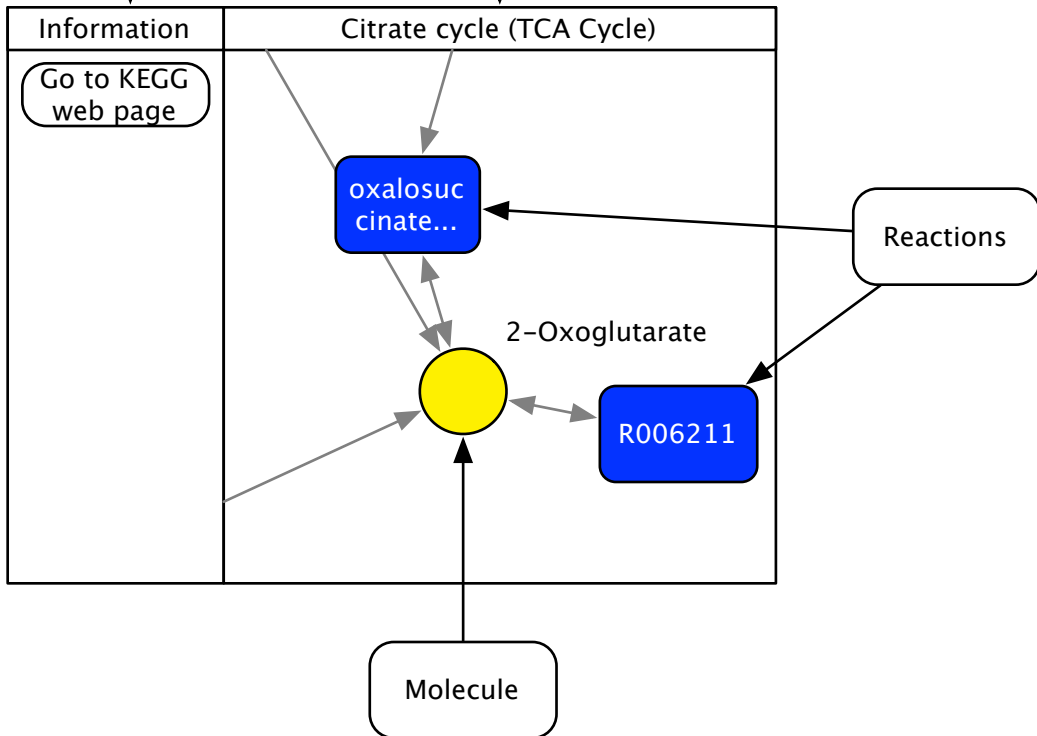 Information
Citrate cycle (TCA Cycle)
Go to KEGG
web page
oxalosuc
cinate...
Reactions
2-Oxoglutarate
R006211
Molecule